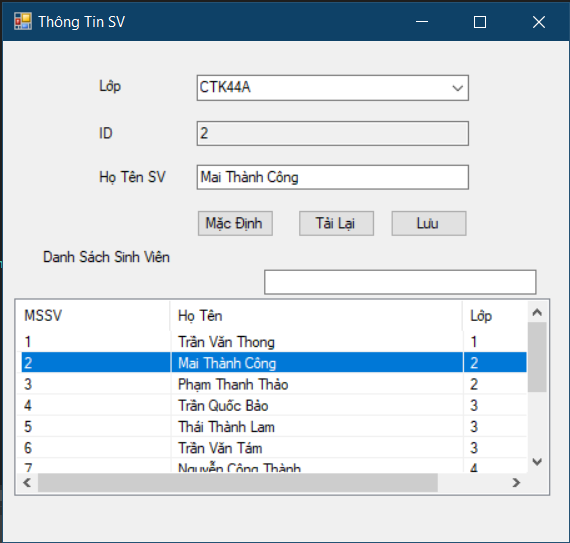 Thông Tin SV
Lớp CTK44A
ID 2
Họ Tên SV Mai Thành Công
Mặc Định Tải Lại Lưu
Danh Sách Sinh Viên
MSSV Họ Tên Lớp
1 Trần Văn Thong 1
2 Mai Thành Công 2
3 Phạm Thanh Thảo 2
4 Trần Quốc Bảo 3
5 Thái Thành Lam 3
6 Trần Văn Tám 3
7 Nguyễn Công Thành 4